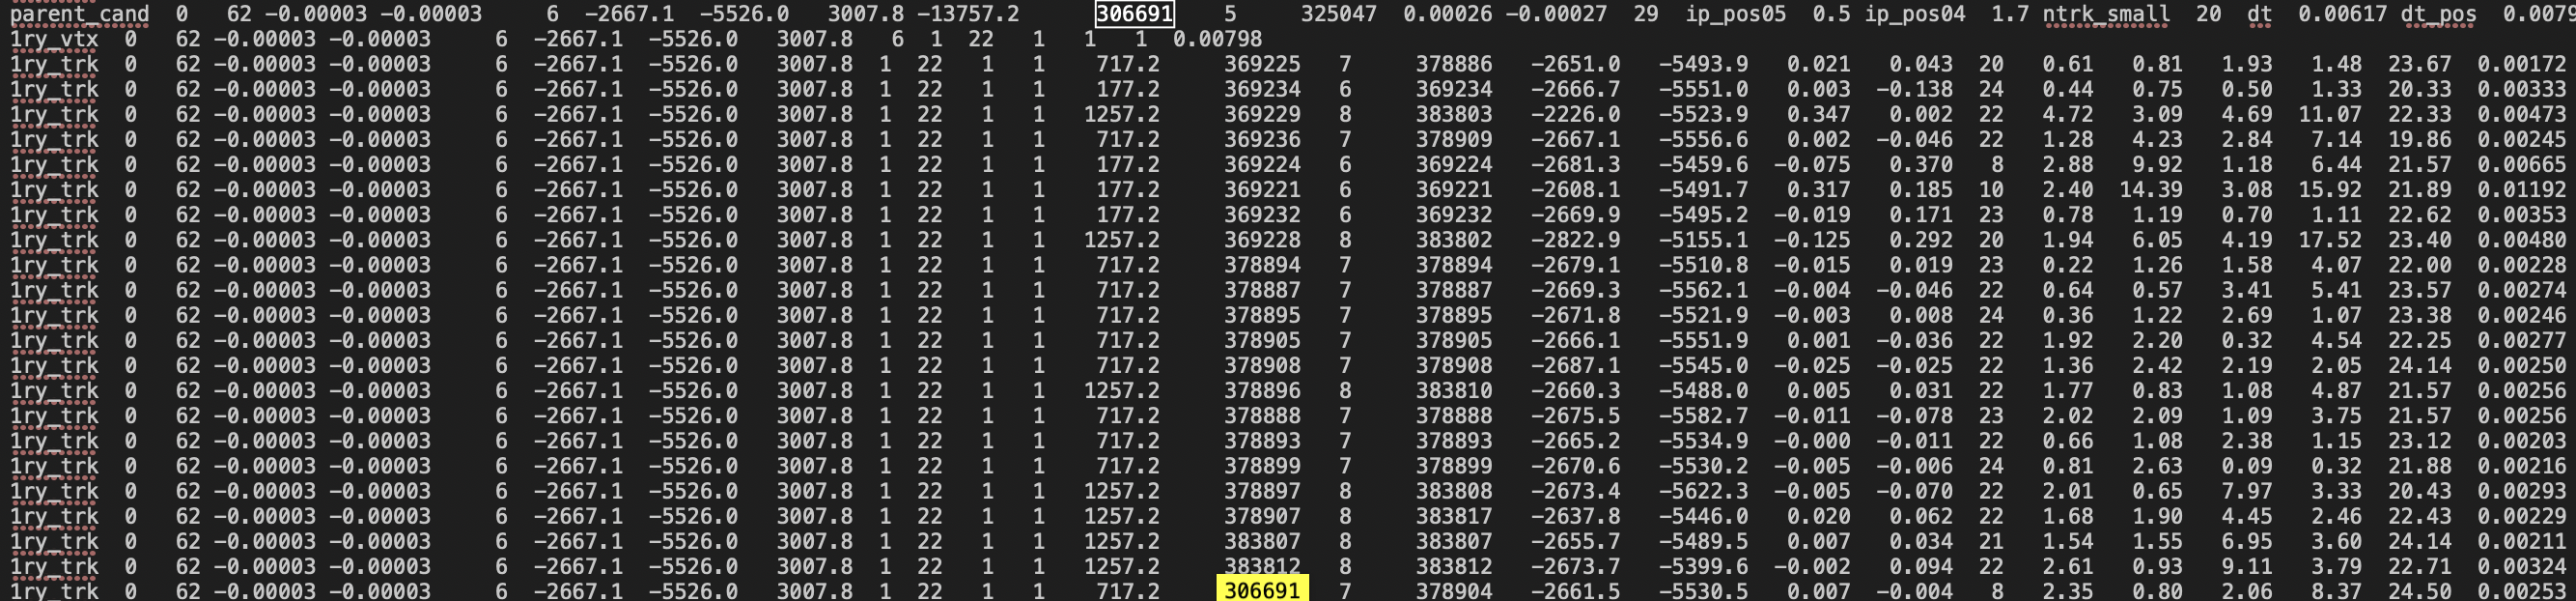 parent_cand 0 62 -0.00003 -0.00003 6 -2667.1 -5526.0 3007.8 -13757.2 306691 5 325047 0.00026 -0.00027 29 ip_pos05 0.5 ip_pos04 1.7 ntrk_small 20 dt 0.00617 dt_pos 0.0079
1ry_vtx 0 62 -0.00003 -0.00003 6 -2667.1 -5526.0 3007.8 6 1 22 1 1 1 0.00798
1ry_trk 0 62 -0.00003 -0.00003 6 -2667.1 -5526.0 3007.8 1 22 1 1 717.2 369225 7 378886 -2651.0 -5493.9 0.021 0.043 20 0.61 0.81 1.93 1.48 23.67 0.00172
1ry_trk 0 62 -0.00003 -0.00003 6 -2667.1 -5526.0 3007.8 1 22 1 1 177.2 369234 6 369234 -2666.7 -5551.0 0.003 -0.138 24 0.44 0.75 0.50 1.33 20.33 0.00333
1ry_trk 0 62 -0.00003 -0.00003 6 -2667.1 -5526.0 3007.8 1 22 1 1 1257.2 369229 8 383803 -2226.0 -5523.9 0.347 0.002 22 4.72 3.09 4.69 11.07 22.33 0.00473
1ry_trk 0 62 -0.00003 -0.00003 6 -2667.1 -5526.0 3007.8 1 22 1 1 717.2 369236 7 378909 -2667.1 -5556.6 0.002 -0.046 22 1.28 4.23 2.84 7.14 19.86 0.00245
1ry_trk 0 62 -0.00003 -0.00003 6 -2667.1 -5526.0 3007.8 1 22 1 1 177.2 369224 6 369224 -2681.3 -5459.6 -0.075 0.370 8 2.88 9.92 1.18 6.44 21.57 0.00665
1ry_trk 0 62 -0.00003 -0.00003 6 -2667.1 -5526.0 3007.8 1 22 1 1 177.2 369221 6 369221 -2608.1 -5491.7 0.317 0.185 10 2.40 14.39 3.08 15.92 21.89 0.01192
1ry_trk 0 62 -0.00003 -0.00003 6 -2667.1 -5526.0 3007.8 1 22 1 1 177.2 369232 6 369232 -2669.9 -5495.2 -0.019 0.171 23 0.78 1.19 0.70 1.11 22.62 0.00353
1ry_trk 0 62 -0.00003 -0.00003 6 -2667.1 -5526.0 3007.8 1 22 1 1 1257.2 369228 8 383802 -2822.9 -5155.1 -0.125 0.292 20 1.94 6.05 4.19 17.52 23.40 0.00480
1ry_trk 0 62 -0.00003 -0.00003 6 -2667.1 -5526.0 3007.8 1 22 1 1 717.2 378894 7 378894 -2679.1 -5510.8 -0.015 0.019 23 0.22 1.26 1.58 4.07 22.00 0.00228
1ry_trk 0 62 -0.00003 -0.00003 6 -2667.1 -5526.0 3007.8 1 22 1 1 717.2 378887 7 378887 -2669.3 -5562.1 -0.004 -0.046 22 0.64 0.57 3.41 5.41 23.57 0.00274
1ry_trk 0 62 -0.00003 -0.00003 6 -2667.1 -5526.0 3007.8 1 22 1 1 717.2 378895 7 378895 -2671.8 -5521.9 -0.003 0.008 24 0.36 1.22 2.69 1.07 23.38 0.00246
1ry_trk 0 62 -0.00003 -0.00003 6 -2667.1 -5526.0 3007.8 1 22 1 1 717.2 378905 7 378905 -2666.1 -5551.9 0.001 -0.036 22 1.92 2.20 0.32 4.54 22.25 0.00277
1ry_trk 0 62 -0.00003 -0.00003 6 -2667.1 -5526.0 3007.8 1 22 1 1 717.2 378908 7 378908 -2687.1 -5545.0 -0.025 -0.025 22 1.36 2.42 2.19 2.05 24.14 0.00250
1ry_trk 0 62 -0.00003 -0.00003 6 -2667.1 -5526.0 3007.8 1 22 1 1 1257.2 378896 8 383810 -2660.3 -5488.0 0.005 0.031 22 1.77 0.83 1.08 4.87 21.57 0.00256
1ry_trk 0 62 -0.00003 -0.00003 6 -2667.1 -5526.0 3007.8 1 22 1 1 717.2 378888 7 378888 -2675.5 -5582.7 -0.011 -0.078 23 2.02 2.09 1.09 3.75 21.57 0.00256
1ry_trk 0 62 -0.00003 -0.00003 6 -2667.1 -5526.0 3007.8 1 22 1 1 717.2 378893 7 378893 -2665.2 -5534.9 -0.000 -0.011 22 0.66 1.08 2.38 1.15 23.12 0.00203
1ry_trk 0 62 -0.00003 -0.00003 6 -2667.1 -5526.0 3007.8 1 22 1 1 717.2 378899 7 378899 -2670.6 -5530.2 -0.005 -0.006 24 0.81 2.63 0.09 0.32 21.88 0.00216
1ry_trk 0 62 -0.00003 -0.00003 6 -2667.1 -5526.0 3007.8 1 22 1 1 1257.2 378897 8 383808 -2673.4 -5622.3 -0.005 -0.070 22 2.01 0.65 7.97 3.33 20.43 0.00293
1ry_trk 0 62 -0.00003 -0.00003 6 -2667.1 -5526.0 3007.8 1 22 1 1 1257.2 378907 8 383817 -2637.8 -5446.0 0.020 0.062 22 1.68 1.90 4.45 2.46 22.43 0.00229
1ry_trk 0 62 -0.00003 -0.00003 6 -2667.1 -5526.0 3007.8 1 22 1 1 1257.2 383807 8 383807 -2655.7 -5489.5 0.007 0.034 21 1.54 1.55 6.95 3.60 24.14 0.00211
1ry_trk 0 62 -0.00003 -0.00003 6 -2667.1 -5526.0 3007.8 1 22 1 1 1257.2 383812 8 383812 -2673.7 -5399.6 -0.002 0.094 22 2.61 0.93 9.11 3.79 22.71 0.00324
1ry_trk 0 62 -0.00003 -0.00003 6 -2667.1 -5526.0 3007.8 1 22 1 1 717.2 306691 7 378904 -2661.5 -5530.5 0.007 -0.004 8 2.35 0.80 2.06 8.37 24.50 0.00253